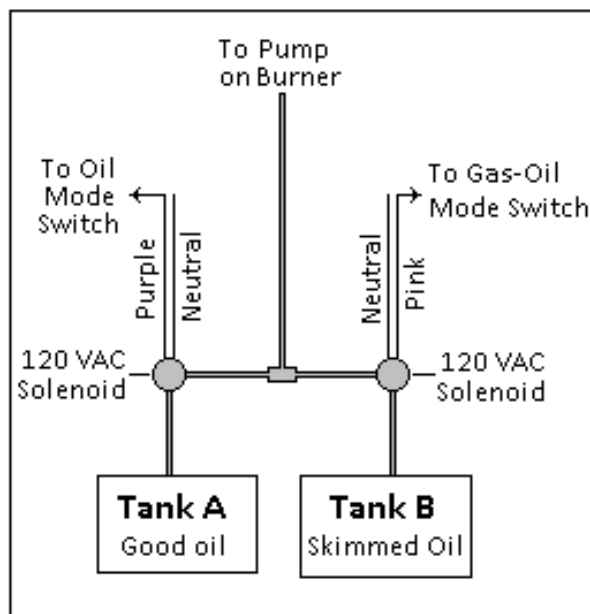 To Pump
on Burner
To Oil
Mode
Switch
To Gas-Oil
Mode Switch
Purple
Neutral
Neutral
Pink
120 VAC
Solenoid
120 VAC
Solenoid
Tank A
Good oil
Tank B
Skimmed Oil